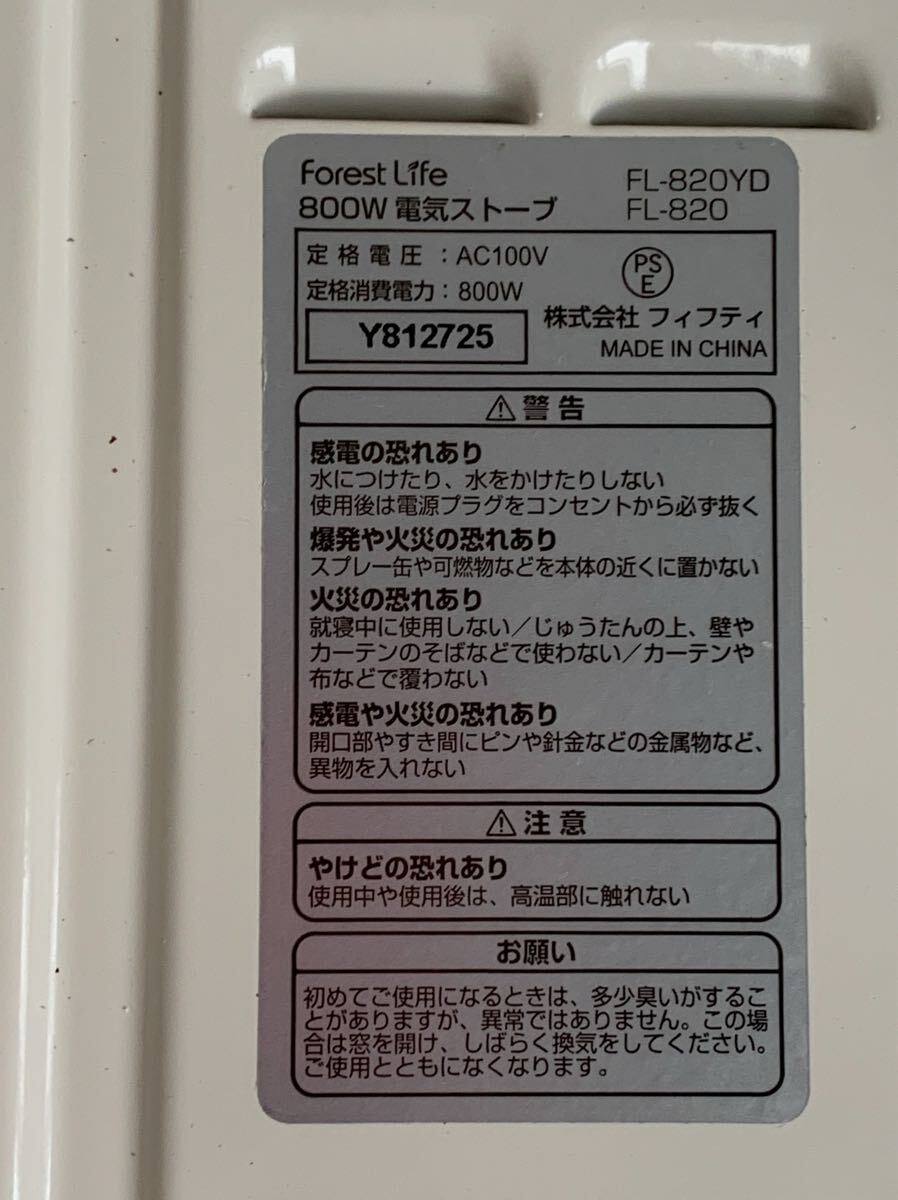 Forest Life
800W 電気ストーブ
FL-820YD
FL-820
定格電圧：AC100V
定格消費電力：800W
Y812725
PS
E
株式会社 フィフティ
MADE IN CHINA
⚠警告
感電の恐れあり
水につけたり、水をかけたりしない
使用後は電源プラグをコンセントから必ず抜く
爆発や火災の恐れあり
スプレー缶や可燃物などを本体の近くに置かない
火災の恐れあり
就寝中に使用しない／じゅうたんの上、壁や
カーテンのそばなどで使わない／カーテンや
布などで覆わない
感電や火災の恐れあり
開口部やすき間にピンや針金などの金属物など、
異物を入れない
⚠注意
やけどの恐れあり
使用中や使用後は、高温部に触れない
お願い
初めてご使用になるときは、多少臭いがするこ
とがありますが、異常ではありません。この場
合は窓を開け、しばらく換気をしてください。
ご使用とともになくなります。